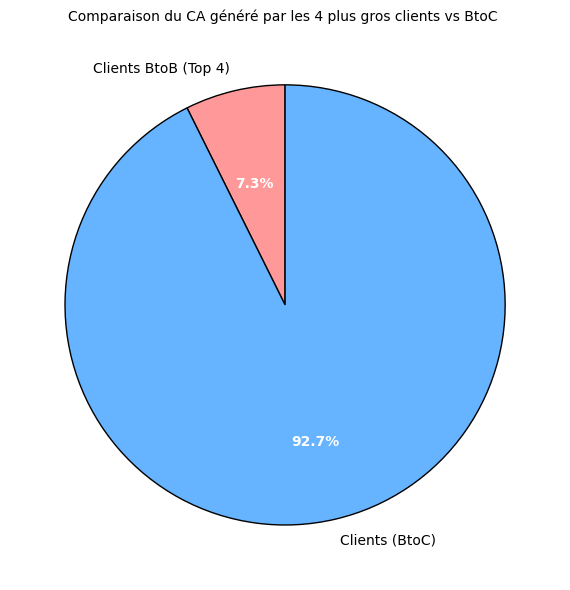 Comparaison du CA généré par les 4 plus gros clients vs BtoC
Clients BtoB (Top 4)
7.3%
92.7%
Clients (BtoC)